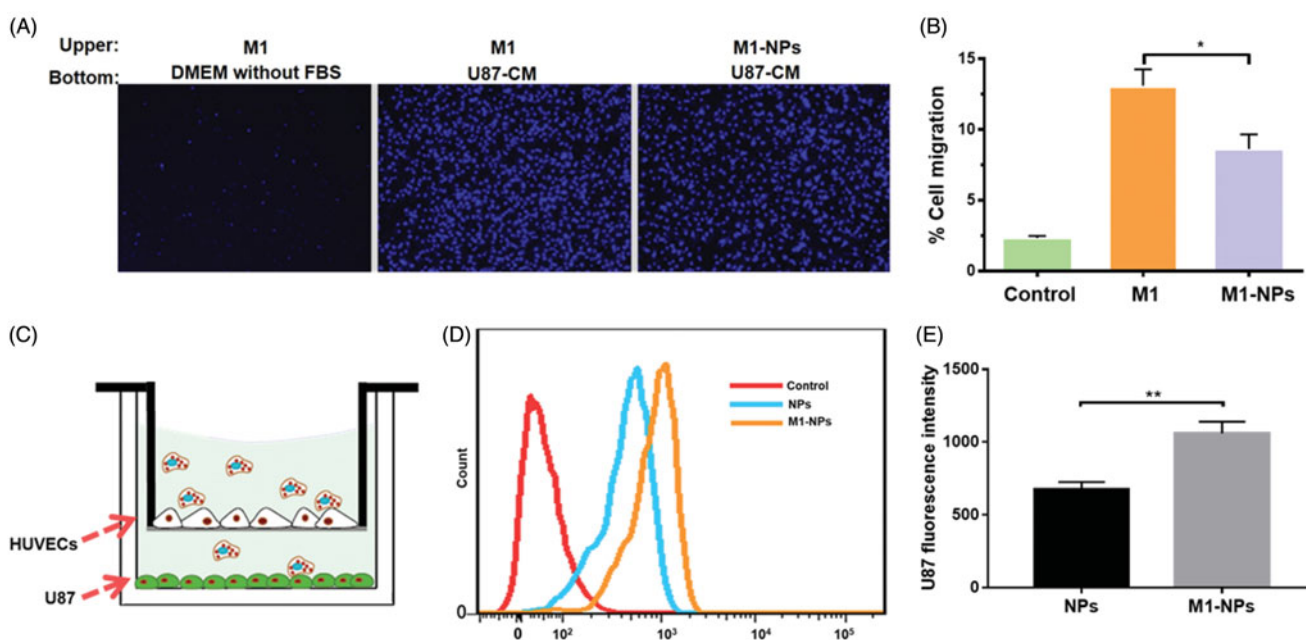 (A)
Upper: M1 M1 M1-NPs
Bottom: DMEM without FBS U87-CM U87-CM
(B)
% Cell migration
15
10
5
0
*
Control M1 M1-NPs
(C)
HUVECs
U87
(D)
Count
0
Control
NPs
M1-NPs
0 10² 10³ 10⁴ 10⁵
(E)
U87 fluorescence intensity
1500
1000
500
0
**
NPs M1-NPs